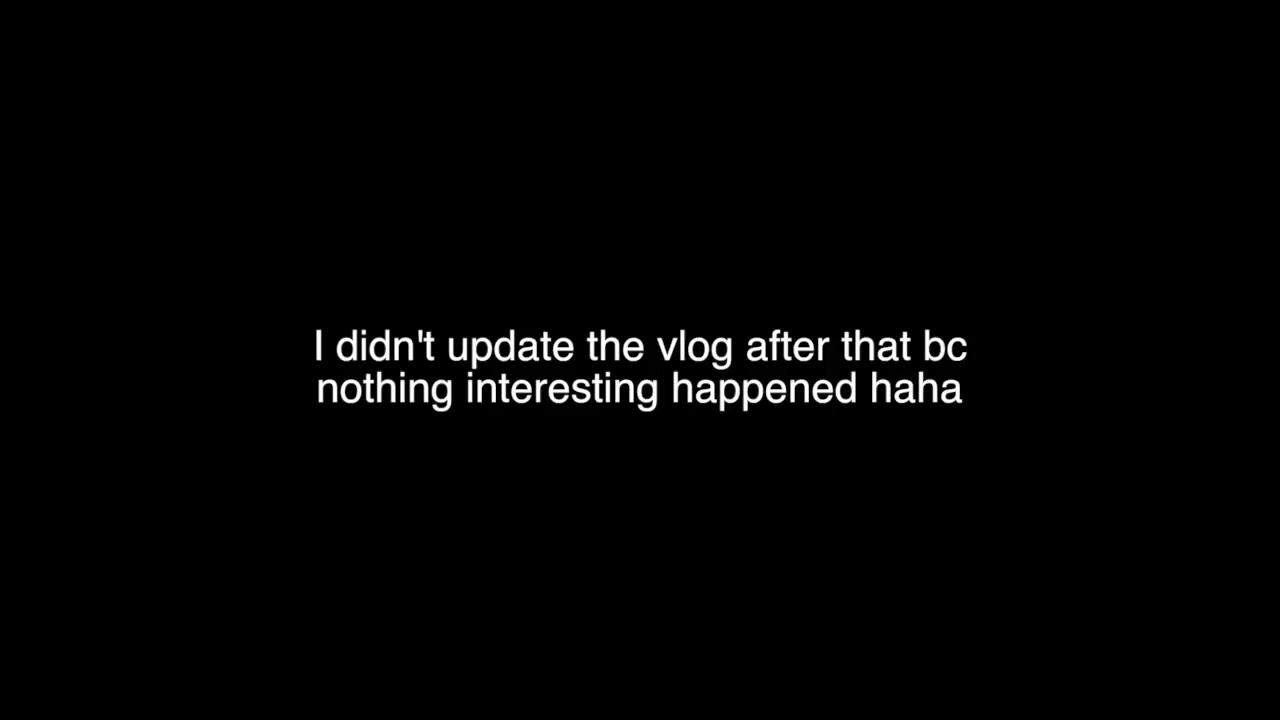 I didn't update the vlog after that bc
nothing interesting happened haha